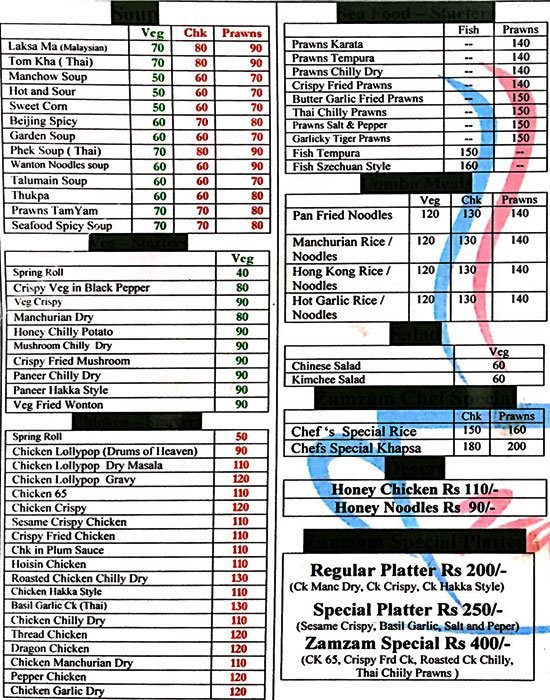 Soup
Veg Chk Prawns
Laksa Ma (Malaysian) 70 80 90
Tom Kha ( Thai) 70 80 90
Manchow Soup 50 60 70
Hot and Sour 50 60 70
Sweet Corn 50 60 70
Beijing Spicy 60 70 80
Garden Soup 60 60 70
Phek Soup ( Thai) 70 80 90
Wanton Noodles soup 60 80 90
Talumain Soup 60 60 70
Thukpa 60 60 80
Prawns TamYam 70 70 80
Seafood Spicy Soup 70 70 80
Veg – Starters
Veg
Spring Roll 40
Crispy Veg in Black Pepper 80
Veg Crispy 90
Manchurian Dry 80
Honey Chilly Potato 90
Mushroom Chilly Dry 90
Crispy Fried Mushroom 90
Paneer Chilly Dry 90
Paneer Hakka Style 90
Veg Fried Wonton 90
Spring Roll 50
Chicken Lollypop (Drums of Heaven) 90
Chicken Lollypop Dry Masala 110
Chicken Lollypop Gravy 120
Chicken 65 110
Chicken Crispy 120
Sesame Crispy Chicken 110
Crispy Fried Chicken 110
Chk in Plum Sauce 110
Hoisin Chicken 110
Roasted Chicken Chilly Dry 130
Chicken Hakka Style 110
Basil Garlic Ck (Thai) 130
Chicken Chilly Dry 110
Thread Chicken 120
Dragon Chicken 120
Chicken Manchurian Dry 110
Pepper Chicken 120
Chicken Garlic Dry 120
Sea Food – Starters
Fish Prawns
Prawns Karata -- 140
Prawns Tempura -- 140
Prawns Chilly Dry -- 140
Crispy Fried Prawns -- 140
Butter Garlic Fried Prawns -- 150
Thai Chilly Prawns -- 150
Prawns Salt & Pepper -- 150
Garlicky Tiger Prawns -- 150
Fish Tempura 150 --
Fish Szechuan Style 160 --
Combo Meals
Veg Chk Prawns
Pan Fried Noodles 120 130 140
Manchurian Rice / 120 130 140
Noodles
Hong Kong Rice / 120 130 140
Noodles
Hot Garlic Rice / 120 130 140
Noodles
Salad
Veg
Chinese Salad 60
Kimchee Salad 60
Zamzam Chef Special
Chk Prawns
Chef ‘s Special Rice 150 160
Chefs Special Khapsa 180 200
Honey Chicken Rs 110/-
Honey Noodles Rs 90/-
Zamzam Special Platter
Regular Platter Rs 200/-
(Ck Manc Dry, Ck Crispy, Ck Hakka Style)
Special Platter Rs 250/-
(Sesame Crispy, Basil Garlic, Salt and Peper)
Zamzam Special Rs 400/-
(CK 65, Crispy Frd Ck, Roasted Ck Chilly,
Thai Chiily Prawns )